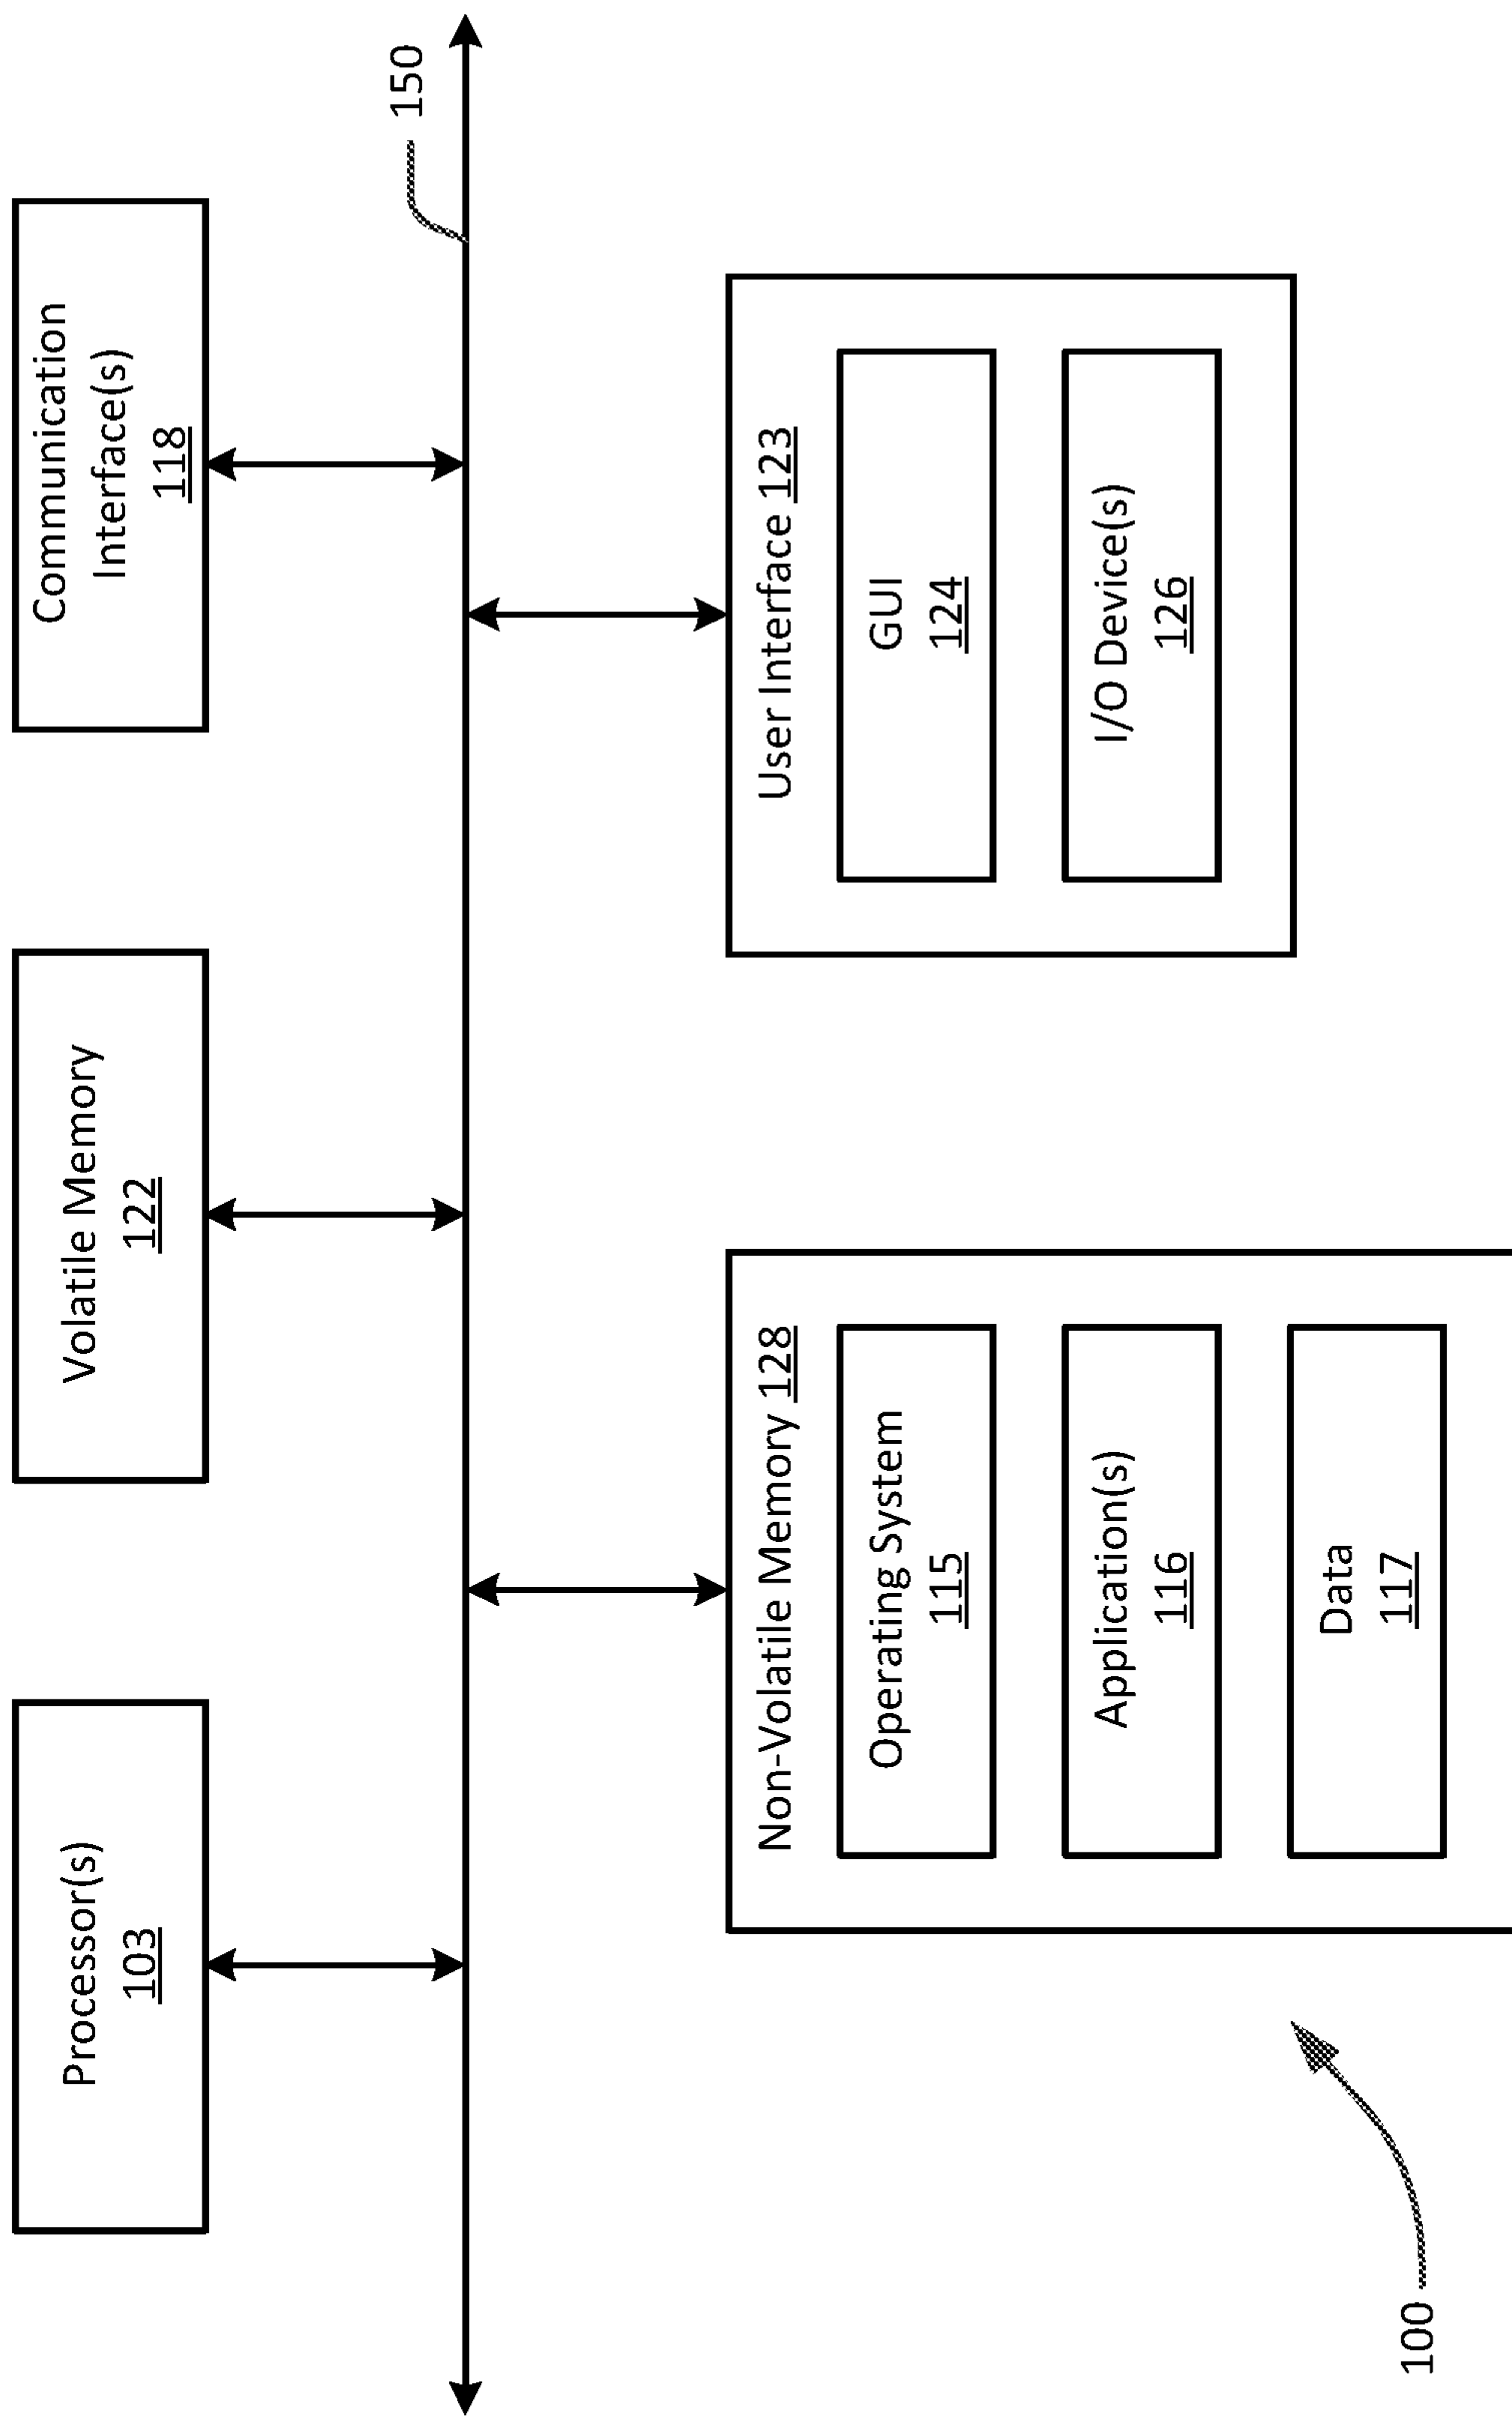 Processor(s)
103
Volatile Memory
122
Communication
Interface(s)
118
150
Non-Volatile Memory 128
Operating System
115
Application(s)
116
Data
117
User Interface 123
GUI
124
I/O Device(s)
126
100